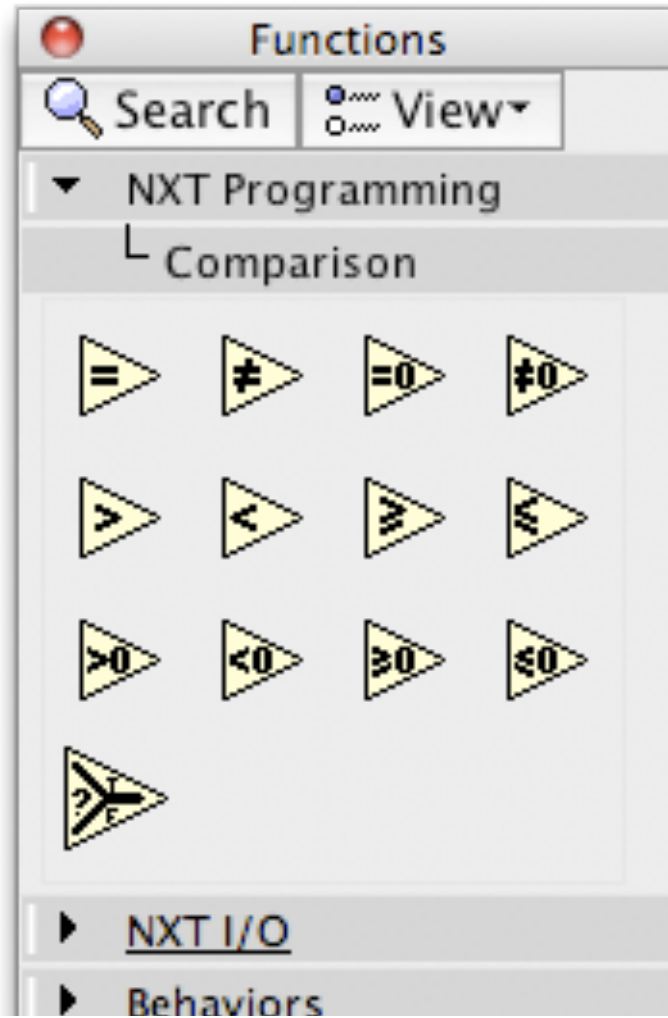 Functions
Search View
NXT Programming
Comparison
= ≠ =0 ≠0
> < ≥ ≤
>0 <0 ≥0 ≤0
? T F
NXT I/O
Behaviors